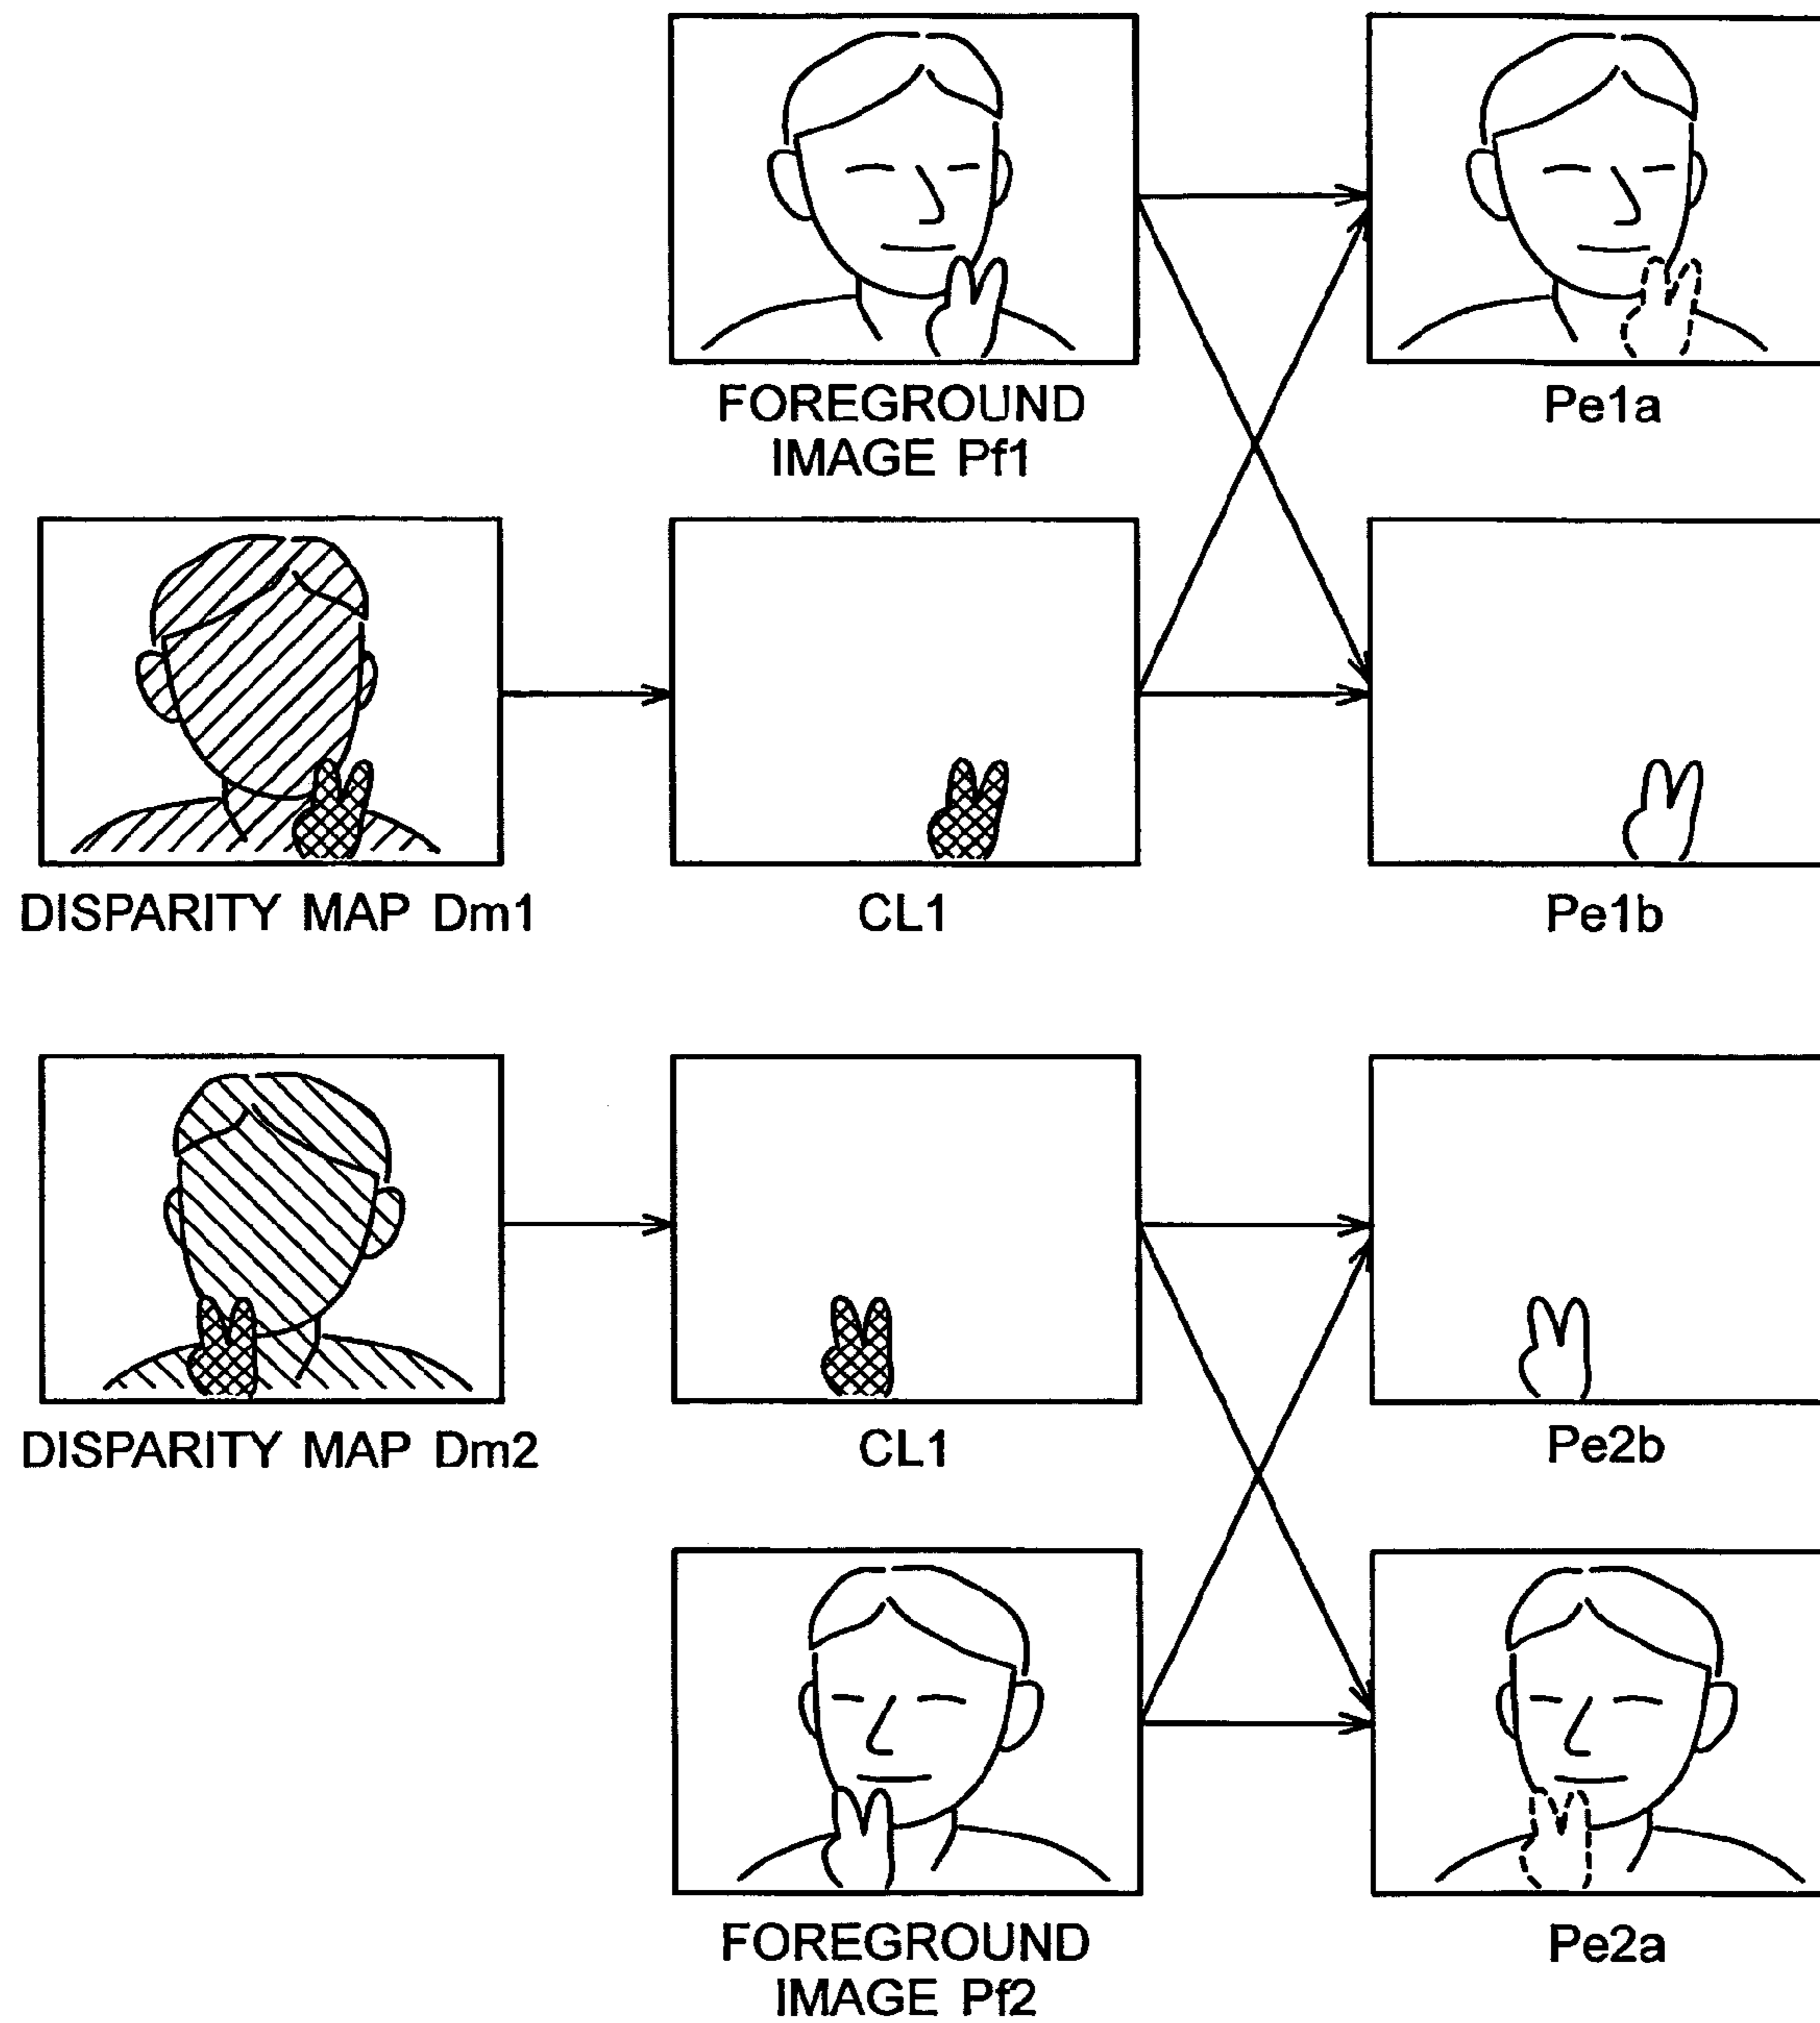 FOREGROUND
IMAGE Pf1
Pe1a
DISPARITY MAP Dm1
CL1
Pe1b
DISPARITY MAP Dm2
CL1
Pe2b
FOREGROUND
IMAGE Pf2
Pe2a